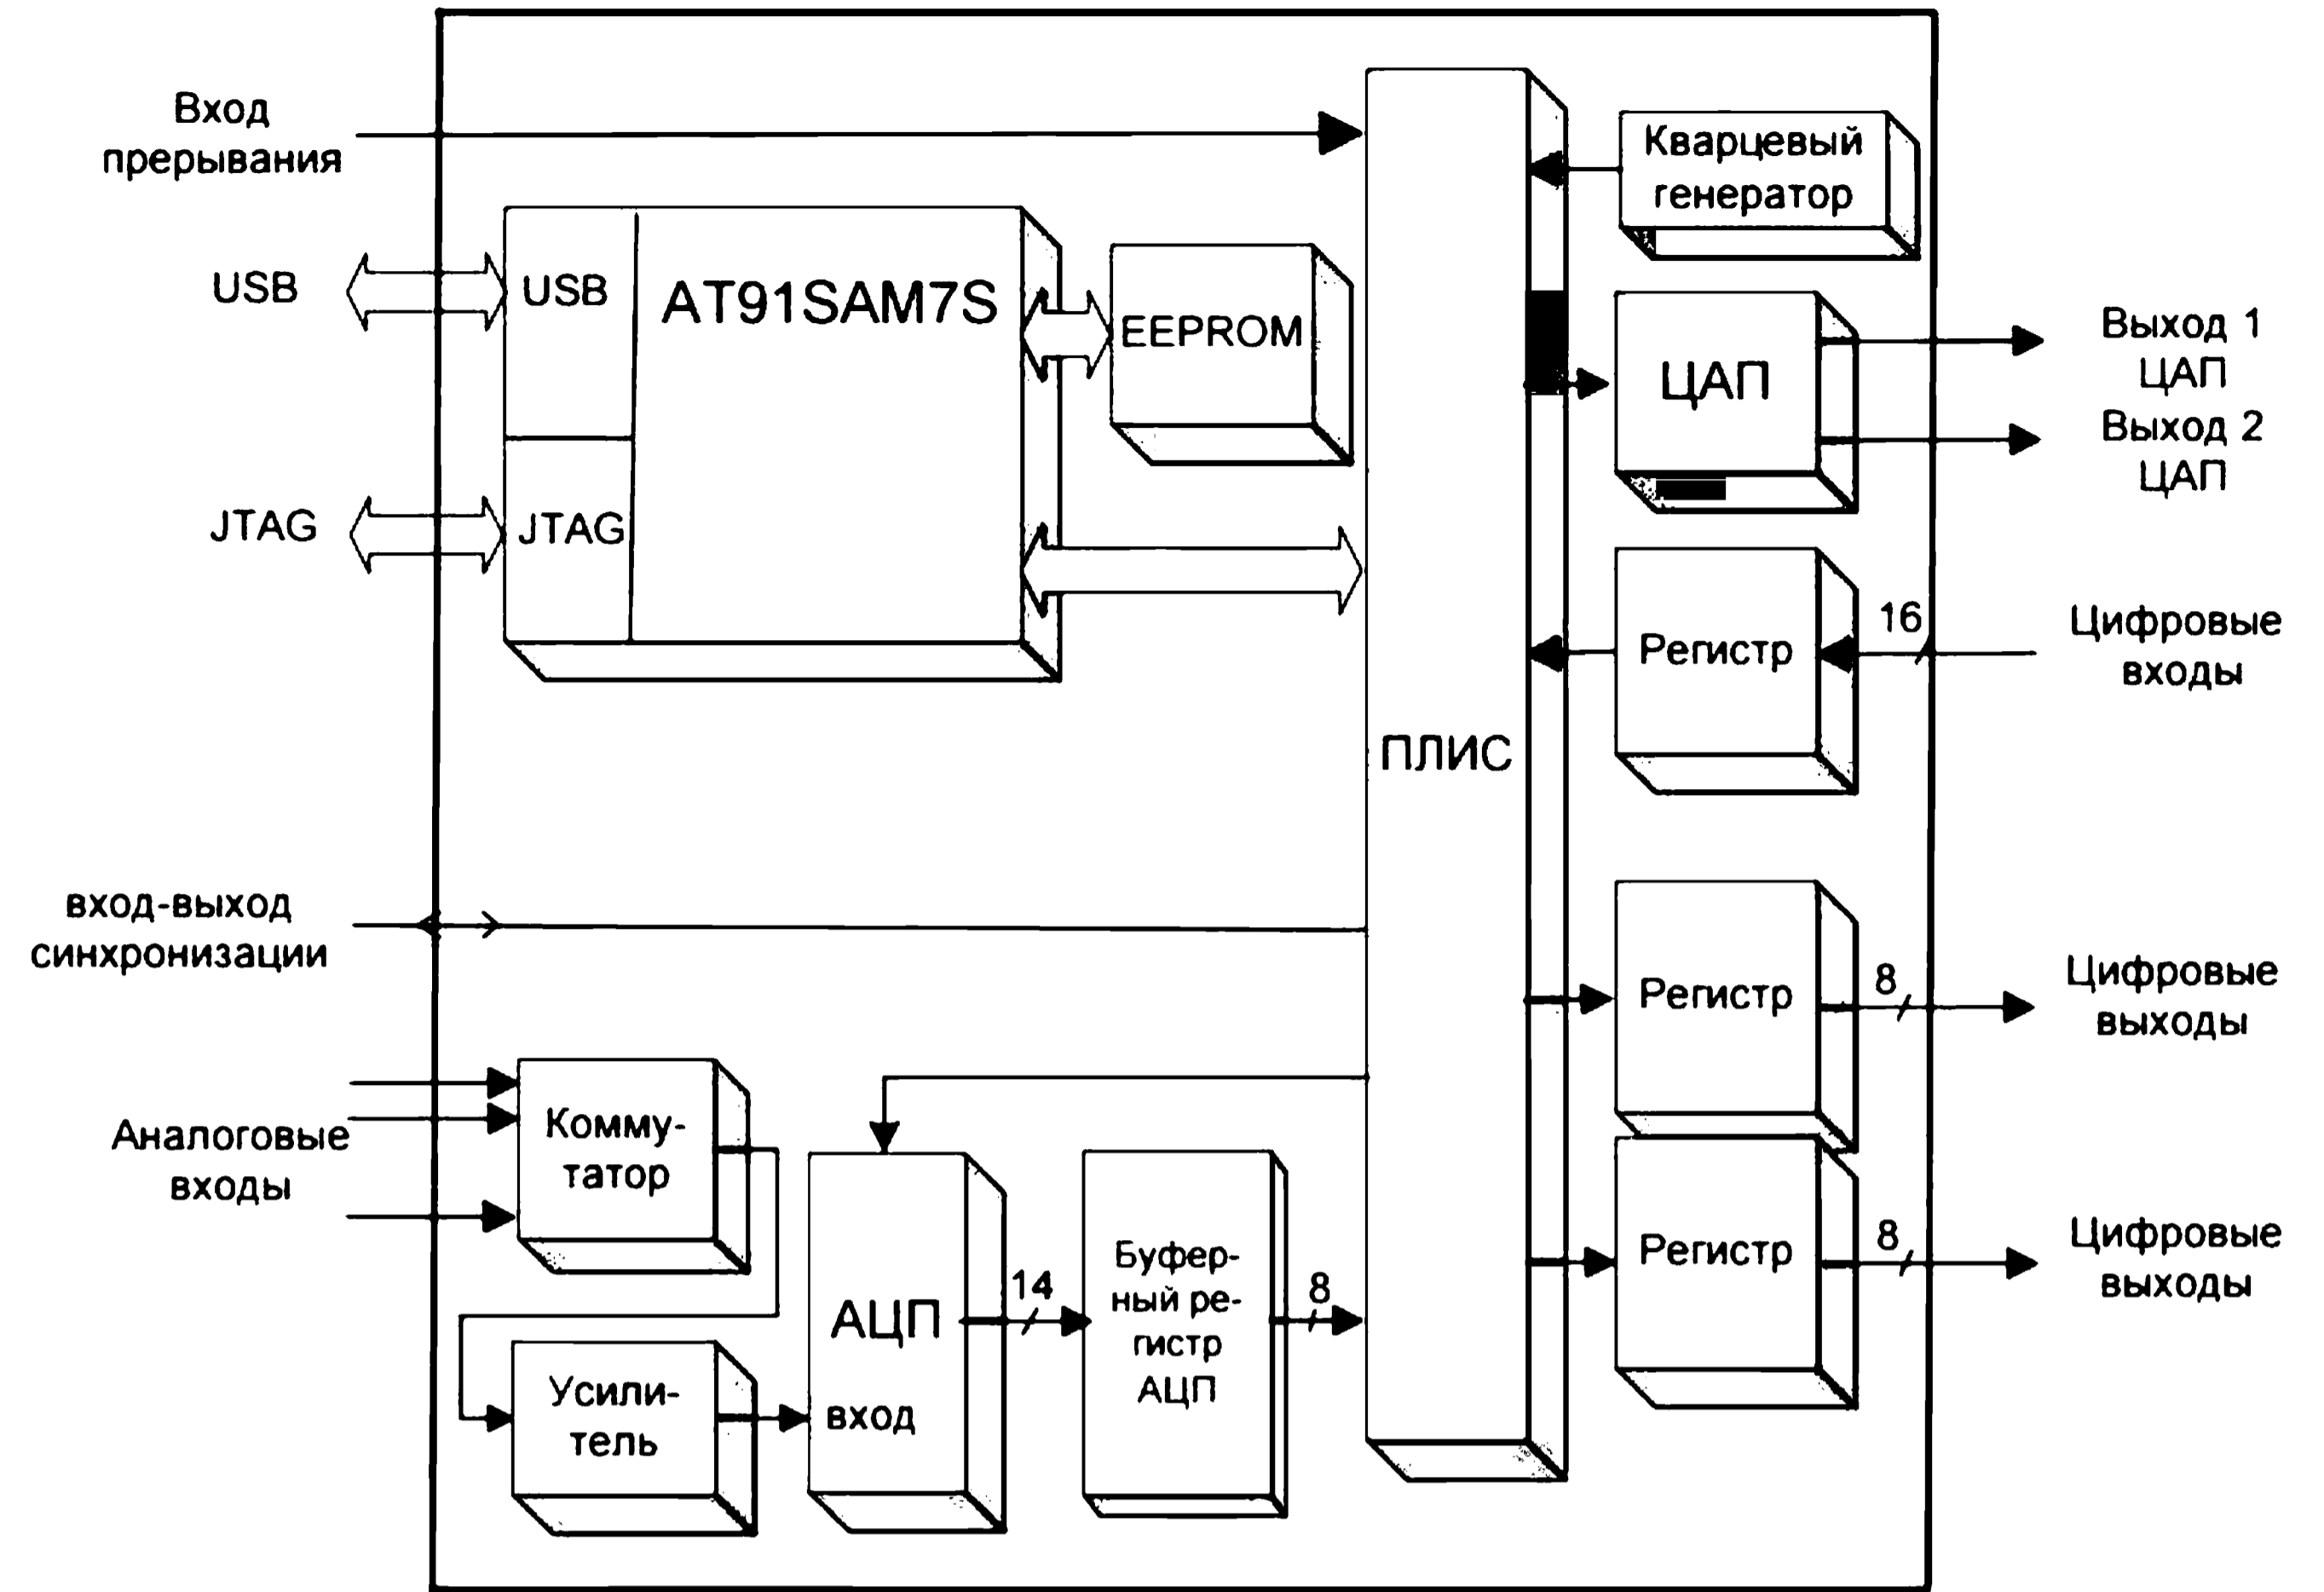 Вход
прерывания
Кварцевый
генератор
USB
USB
AT91SAM7S
EEPROM
ЦАП
Выход 1
ЦАП
Выход 2
ЦАП
JTAG
JTAG
Регистр
16
Цифровые
входы
ПЛИС
вход-выход
синхронизации
Регистр
8
Цифровые
выходы
Аналоговые
входы
Комму-
татор
Регистр
8
Цифровые
выходы
АЦП
вход
14
Буфер-
ный ре-
гистр
АЦП
8
Усили-
тель